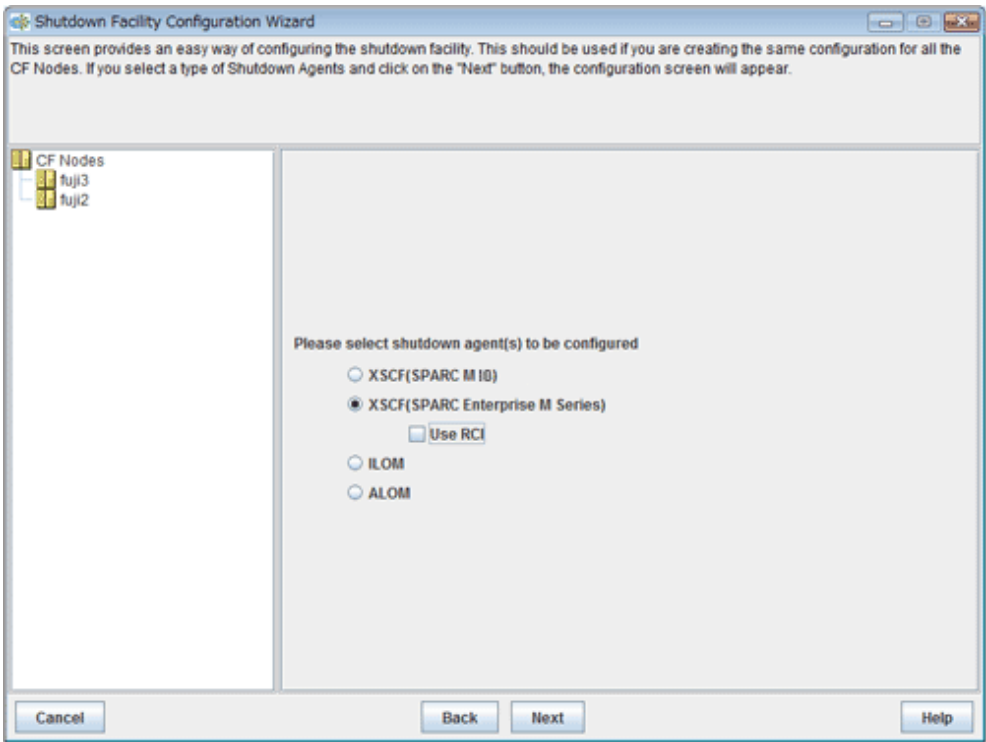 Shutdown Facility Configuration Wizard
This screen provides an easy way of configuring the shutdown facility. This should be used if you are creating the same configuration for all the
CF Nodes. If you select a type of Shutdown Agents and click on the "Next" button, the configuration screen will appear.
CF Nodes
fuji3
fuji2
Please select shutdown agent(s) to be configured
XSCF(SPARC M10)
XSCF(SPARC Enterprise M Series)
Use RCI
ILOM
ALOM
Cancel
Back
Next
Help